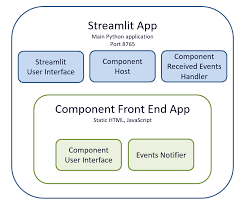 Streamlit App
Main Python application
Port 8765
Streamlit
User Interface
Component
Host
Component
Received Events
Handler
Component Front End App
Static HTML, JavaScript
Component
User Interface
Events Notifier